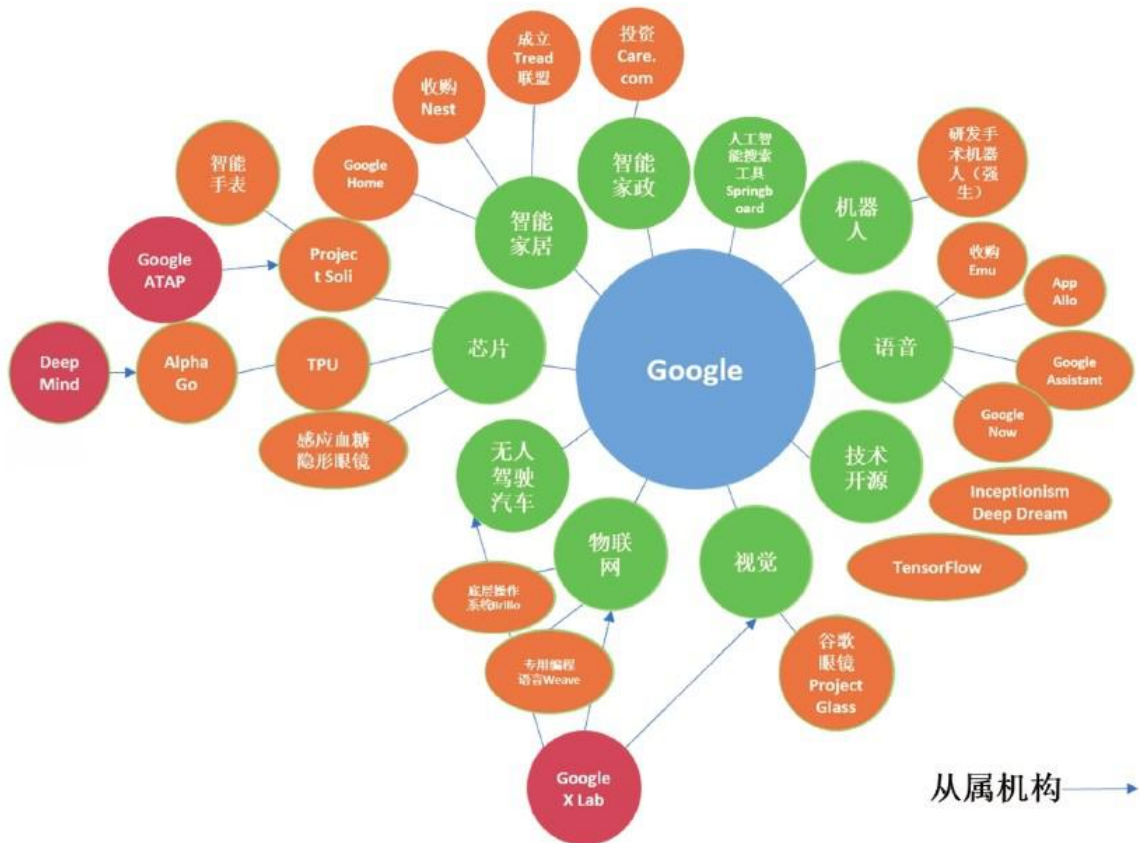 成立
Tread
联盟
投资
Care.
com
收购
Nest
智能
手表
Google
Home
智能
家居
智能
家政
人工智
能搜索
工具
Springb
oard
机器
人
研发手
术机器
人（强
生）
Google
ATAP
Projec
t Soli
收购
Emu
App
Allo
Deep
Mind
Alpha
Go
TPU
芯片
Google
语音
Google
Assistant
Google
Now
感应血糖
隐形眼镜
无人
驾驶
汽车
技术
开源
Inceptionism
Deep Dream
物联
网
视觉
TensorFlow
底层操作
系统Brillo
专用编程
语言Weave
谷歌
眼镜
Project
Glass
Google
X Lab
从属机构